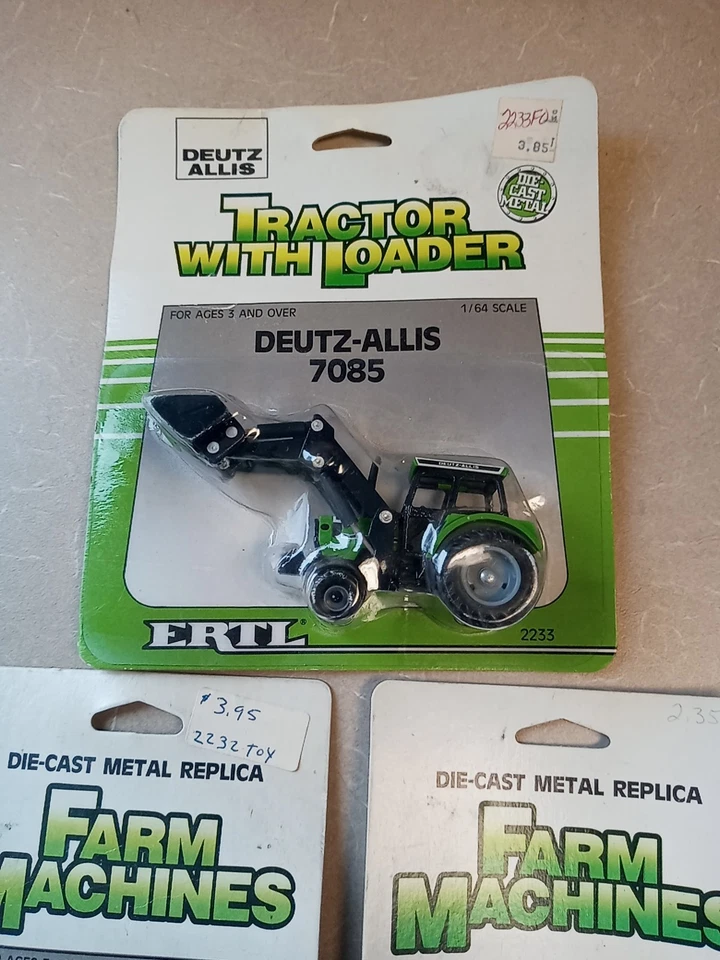 DEUTZ
ALLIS
2233FO
3.85
DIE-
CAST
METAL
TRACTOR
WITH LOADER
FOR AGES 3 AND OVER
1/64 SCALE
DEUTZ-ALLIS
7085
DEUTZ-ALLIS
ERTL®
2233
$3.95
2232 TOY
DIE-CAST METAL REPLICA
FARM
MACHINES
2.35
DIE-CAST METAL REPLICA
FARM
MACHINES